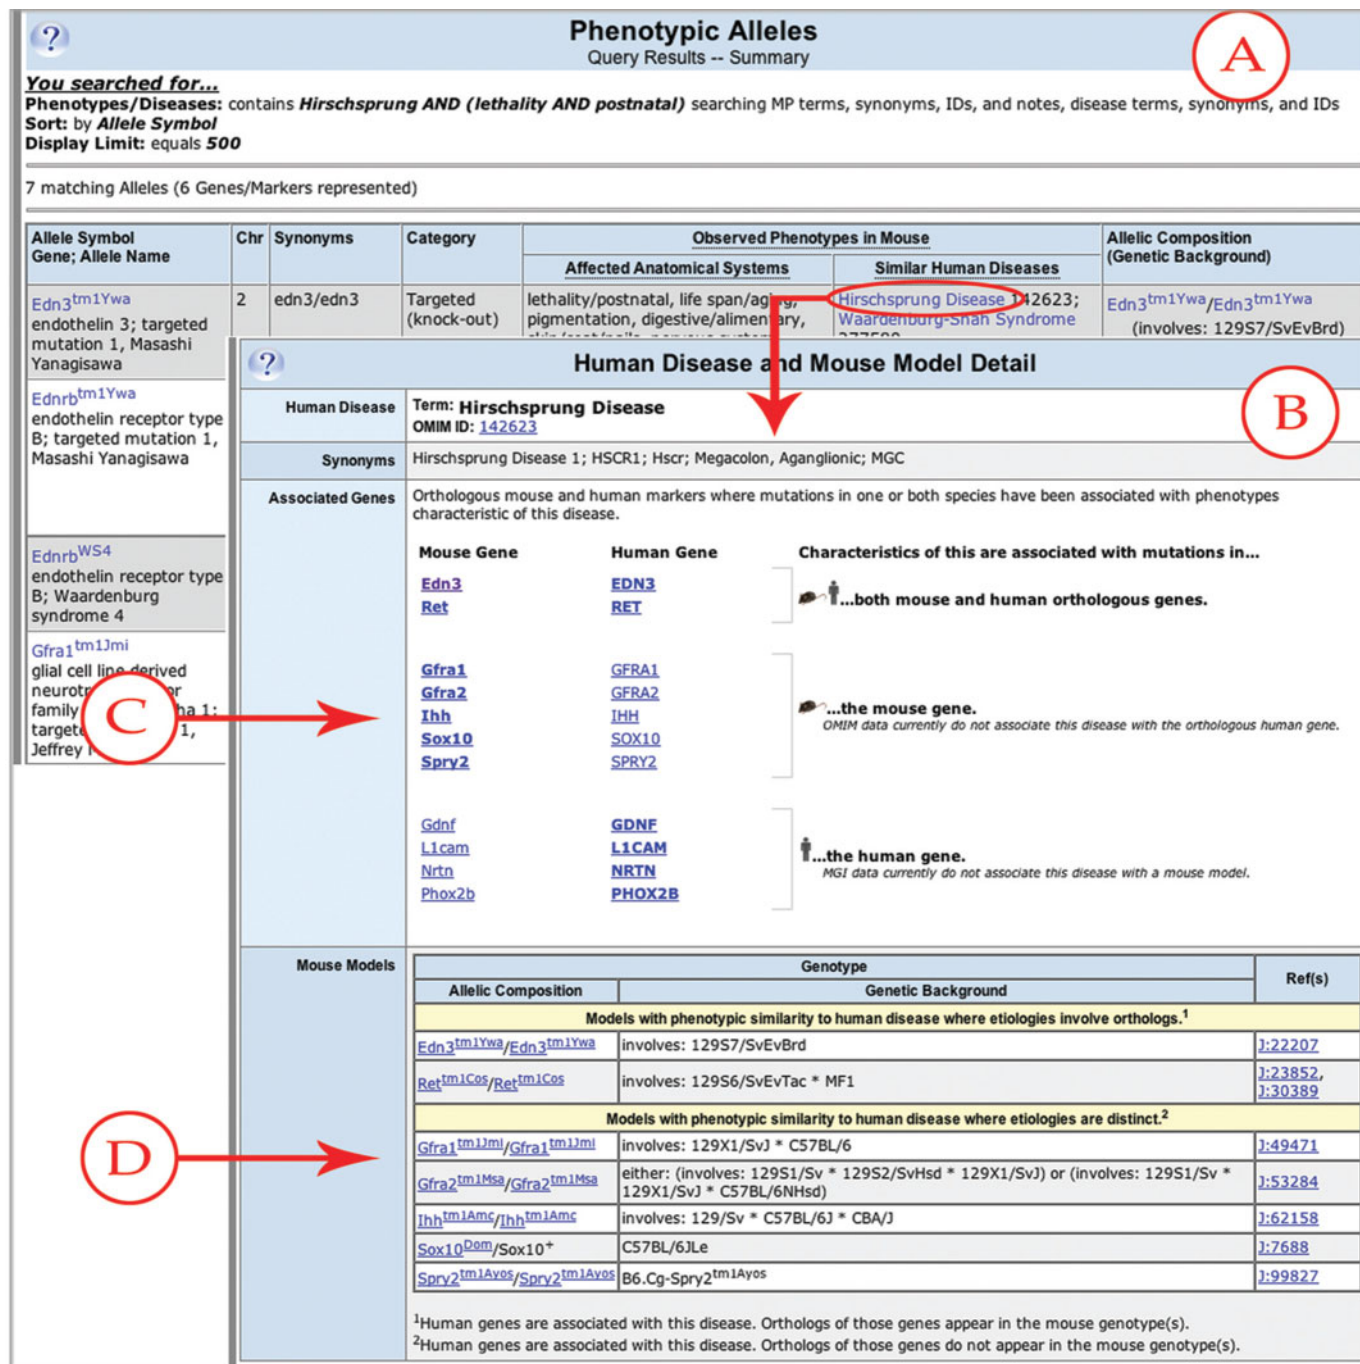 ?
Phenotypic Alleles
Query Results -- Summary
A
You searched for...
Phenotypes/Diseases: contains Hirschsprung AND (lethality AND postnatal) searching MP terms, synonyms, IDs, and notes, disease terms, synonyms, and IDs
Sort: by Allele Symbol
Display Limit: equals 500
7 matching Alleles (6 Genes/Markers represented)
Allele Symbol
Gene; Allele Name
Chr
Synonyms
Category
Observed Phenotypes in Mouse
Affected Anatomical Systems
Similar Human Diseases
Allelic Composition
(Genetic Background)
Edn3tm1Ywa
endothelin 3; targeted
mutation 1, Masashi
Yanagisawa
2
edn3/edn3
Targeted
(knock-out)
lethality/postnatal, life span/aging,
pigmentation, digestive/alimentary,
Hirschsprung Disease 142623;
Waardenburg-Shah Syndrome
Edn3tm1Ywa/Edn3tm1Ywa
(involves: 129S7/SvEvBrd)
Ednrbtm1Ywa
endothelin receptor type
B; targeted mutation 1,
Masashi Yanagisawa
EdnrbWS4
endothelin receptor type
B; Waardenburg
syndrome 4
Gfra1tm1Jmi
glial cell line derived
family
Jeffrey
C
?
Human Disease and Mouse Model Detail
B
Human Disease
Term: Hirschsprung Disease
OMIM ID: 142623
Synonyms
Hirschsprung Disease 1; HSCR1; Hscr; Megacolon, Aganglionic; MGC
Associated Genes
Orthologous mouse and human markers where mutations in one or both species have been associated with phenotypes
characteristic of this disease.
Mouse Gene Human Gene Characteristics of this are associated with mutations in...
Edn3 EDN3
Ret RET
...both mouse and human orthologous genes.
Gfra1 GFRA1
Gfra2 GFRA2
Ihh IHH
Sox10 SOX10
Spry2 SPRY2
...the mouse gene.
OMIM data currently do not associate this disease with the orthologous human gene.
Gdnf GDNF
L1cam L1CAM
Nrtn NRTN
Phox2b PHOX2B
...the human gene.
MGI data currently do not associate this disease with a mouse model.
D
Mouse Models
Genotype
Ref(s)
Allelic Composition Genetic Background
Models with phenotypic similarity to human disease where etiologies involve orthologs.1
Edn3tm1Ywa/Edn3tm1Ywa involves: 129S7/SvEvBrd J:22207
Rettm1Cos/Rettm1Cos involves: 129S6/SvEvTac * MF1 J:23852,
J:30389
Models with phenotypic similarity to human disease where etiologies are distinct.2
Gfra1tm1Jmi/Gfra1tm1Jmi involves: 129X1/SvJ * C57BL/6 J:49471
Gfra2tm1Msa/Gfra2tm1Msa either: (involves: 129S1/Sv * 129S2/SvHsd * 129X1/SvJ) or (involves: 129S1/Sv * J:53284
129X1/SvJ * C57BL/6NHsd)
Ihhtm1Amc/Ihhtm1Amc involves: 129/Sv * C57BL/6J * CBA/J J:62158
Sox10Dom/Sox10+ C57BL/6JLe J:7688
Spry2tm1Ayos/Spry2tm1Ayos B6.Cg-Spry2tm1Ayos J:99827
1Human genes are associated with this disease. Orthologs of those genes appear in the mouse genotype(s).
2Human genes are associated with this disease. Orthologs of those genes do not appear in the mouse genotype(s).